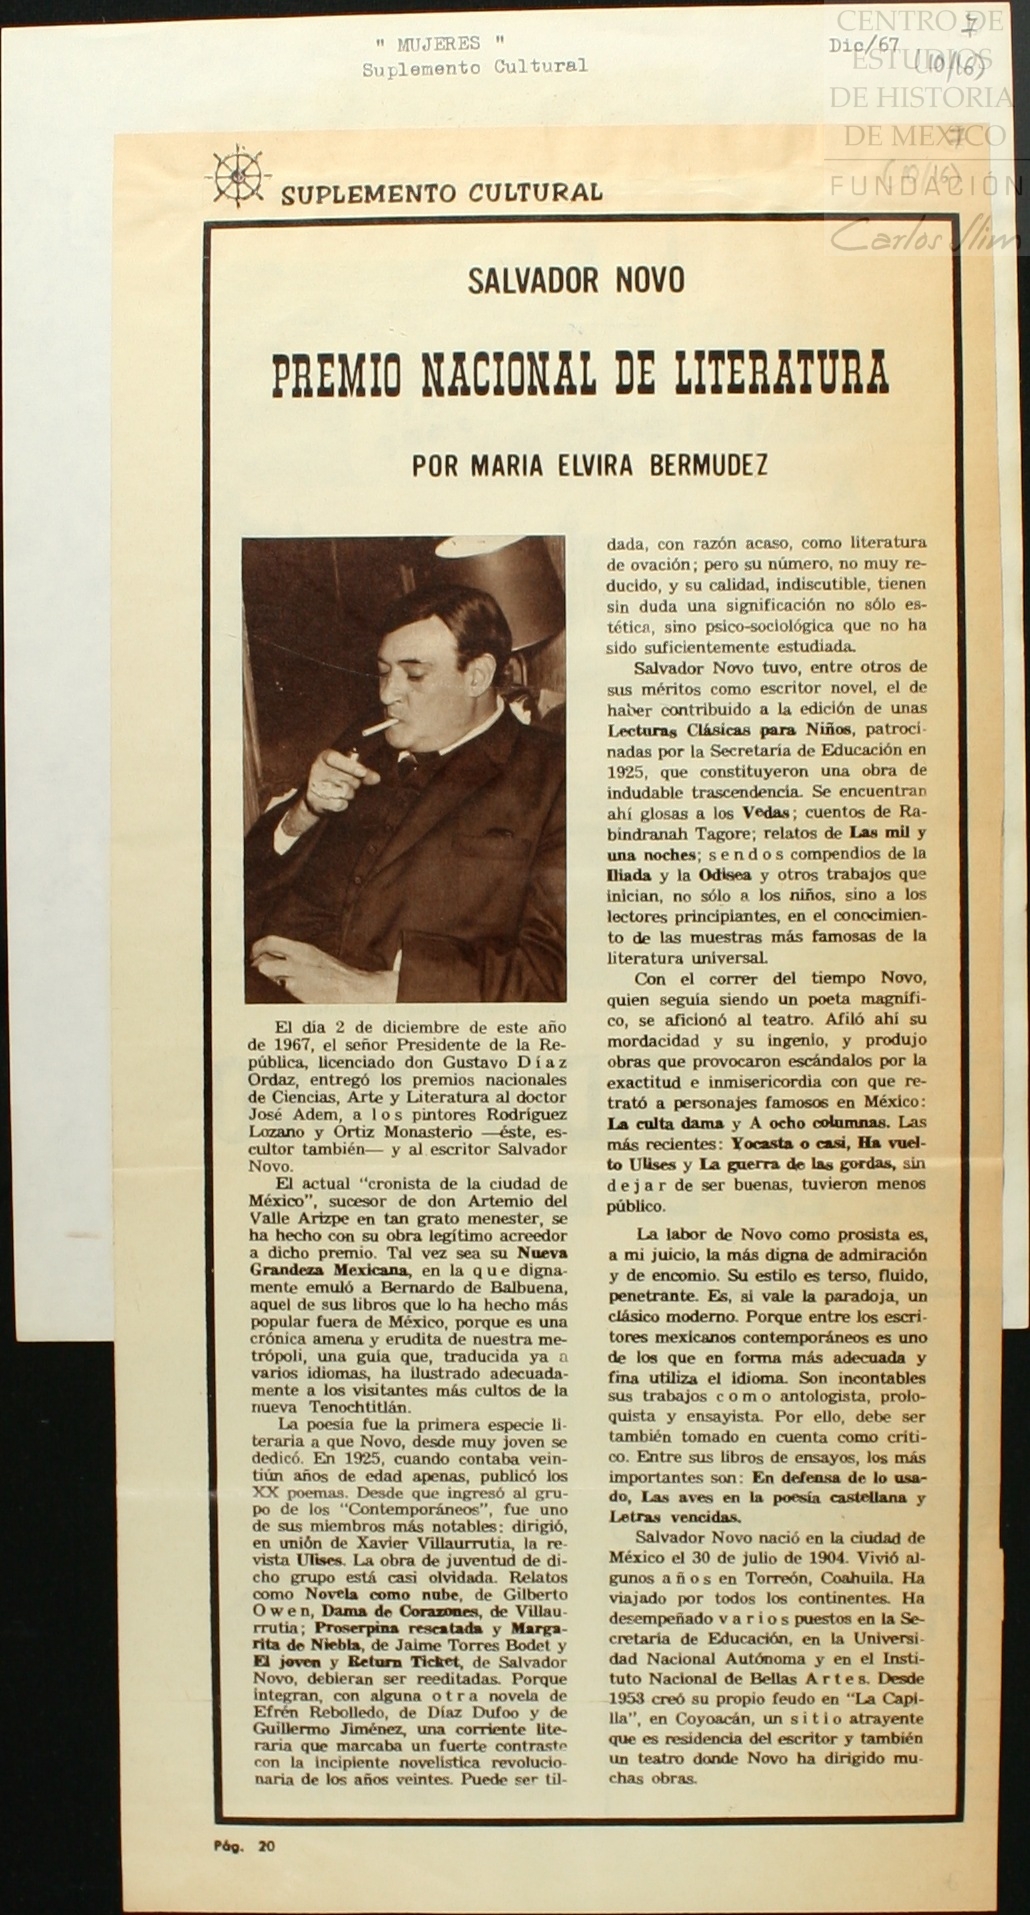 " MUJERES "
Suplemento Cultural
Dic/67
7
(10/16)
CENTRO DE
ESTUDIOS
DE HISTORIA
DE MEXICO
FUNDACIÓN
Carlos Slim
7
(10/16)
SUPLEMENTO CULTURAL
SALVADOR NOVO
PREMIO NACIONAL DE LITERATURA
POR MARIA ELVIRA BERMUDEZ
El día 2 de diciembre de este año
de 1967, el señor Presidente de la Re-
pública, licenciado don Gustavo Díaz
Ordaz, entregó los premios nacionales
de Ciencias, Arte y Literatura al doctor
José Adem, a los pintores Rodríguez
Lozano y Ortiz Monasterio —éste, es-
cultor también— y al escritor Salvador
Novo.
El actual "cronista de la ciudad de
México", sucesor de don Artemio del
Valle Arizpe en tan grato menester, se
ha hecho con su obra legítimo acreedor
a dicho premio. Tal vez sea su Nueva
Grandeza Mexicana, en la que digna-
mente emuló a Bernardo de Balbuena,
aquel de sus libros que lo ha hecho más
popular fuera de México, porque es una
crónica amena y erudita de nuestra me-
trópoli, una guía que, traducida ya a
varios idiomas, ha ilustrado adecuada-
mente a los visitantes más cultos de la
nueva Tenochtitlán.
La poesía fue la primera especie li-
teraria a que Novo, desde muy joven se
dedicó. En 1925, cuando contaba vein-
tiún años de edad apenas, publicó los
XX poemas. Desde que ingresó al gru-
po de los "Contemporáneos", fue uno
de sus miembros más notables: dirigió,
en unión de Xavier Villaurrutia, la re-
vista Ulises. La obra de juventud de di-
cho grupo está casi olvidada. Relatos
como Novela como nube, de Gilberto
Owen, Dama de Corazones, de Villau-
rrutia; Proserpina rescatada y Marga-
rita de Niebla, de Jaime Torres Bodet y
El joven y Return Ticket, de Salvador
Novo, debieran ser reeditadas. Porque
integran, con alguna otra novela de
Efrén Rebolledo, de Díaz Dufoo y de
Guillermo Jiménez, una corriente lite-
raria que marcaba un fuerte contraste
con la incipiente novelística revolucio-
naria de los años veintes. Puede ser til-
dada, con razón acaso, como literatura
de ovación; pero su número, no muy re-
ducido, y su calidad, indiscutible, tienen
sin duda una significación no sólo es-
tética, sino psico-sociológica que no ha
sido suficientemente estudiada.
Salvador Novo tuvo, entre otros de
sus méritos como escritor novel, el de
haber contribuido a la edición de unas
Lecturas Clásicas para Niños, patroci-
nadas por la Secretaría de Educación en
1925, que constituyeron una obra de
indudable trascendencia. Se encuentran
ahí glosas a los Vedas; cuentos de Ra-
bindranah Tagore; relatos de Las mil y
una noches; sendos compendios de la
Ilíada y la Odisea y otros trabajos que
inician, no sólo a los niños, sino a los
lectores principiantes, en el conocimien-
to de las muestras más famosas de la
literatura universal.
Con el correr del tiempo Novo,
quien seguía siendo un poeta magnífi-
co, se aficionó al teatro. Afiló ahí su
mordacidad y su ingenio, y produjo
obras que provocaron escándalos por la
exactitud e inmisericordia con que re-
trató a personajes famosos en México:
La culta dama y A ocho columnas. Las
más recientes: Yocasta o casi, Ha vuel-
to Ulises y La guerra de las gordas, sin
dejar de ser buenas, tuvieron menos
público.
La labor de Novo como prosista es,
a mi juicio, la más digna de admiración
y de encomio. Su estilo es terso, fluido,
penetrante. Es, si vale la paradoja, un
clásico moderno. Porque entre los escri-
tores mexicanos contemporáneos es uno
de los que en forma más adecuada y
fina utiliza el idioma. Son incontables
sus trabajos como antologista, prolo-
quista y ensayista. Por ello, debe ser
también tomado en cuenta como críti-
co. Entre sus libros de ensayos, los más
importantes son: En defensa de lo usa-
do, Las aves en la poesía castellana y
Letras vencidas.
Salvador Novo nació en la ciudad de
México el 30 de julio de 1904. Vivió al-
gunos años en Torreón, Coahuila. Ha
viajado por todos los continentes. Ha
desempeñado varios puestos en la Se-
cretaría de Educación, en la Universi-
dad Nacional Autónoma y en el Insti-
tuto Nacional de Bellas Artes. Desde
1953 creó su propio feudo en "La Capi-
lla", en Coyoacán, un sitio atrayente
que es residencia del escritor y también
un teatro donde Novo ha dirigido mu-
chas obras.
Pág. 20